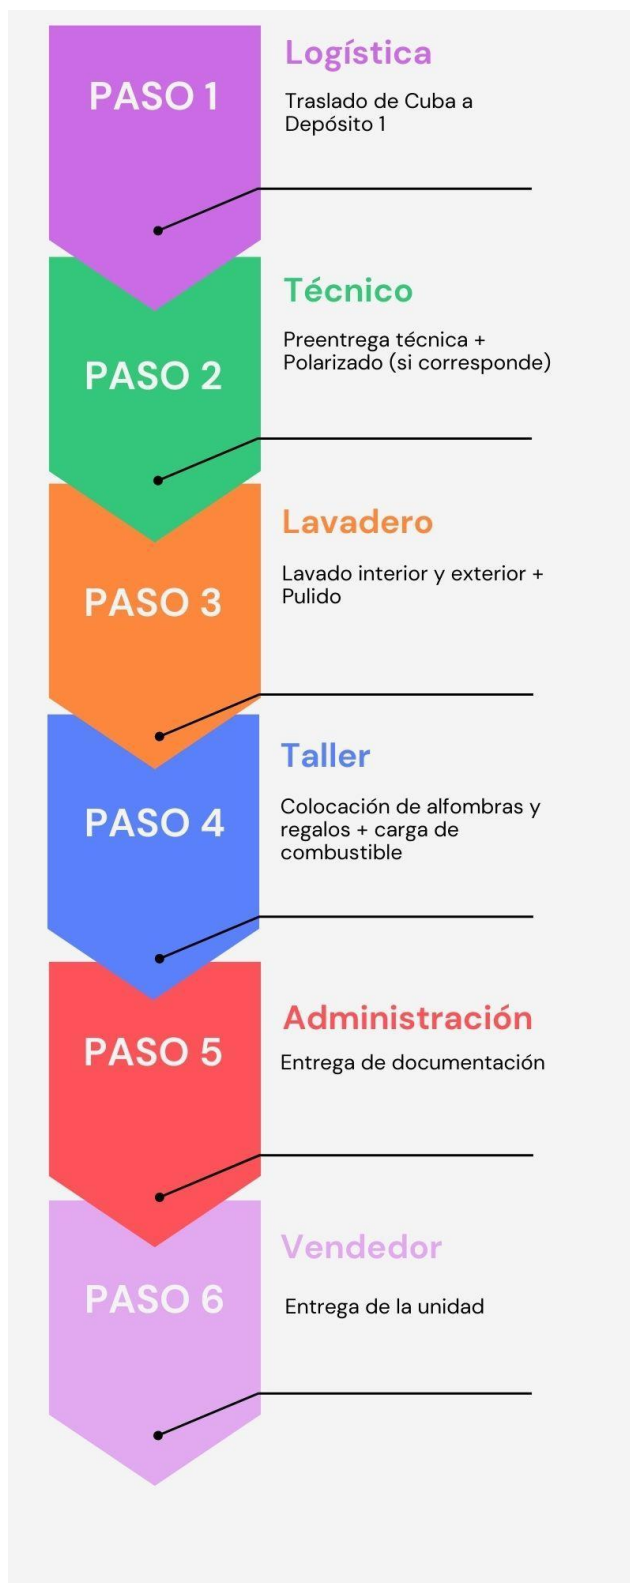 PASO 1
Logística
Traslado de Cuba a
Depósito 1
PASO 2
Técnico
Preentrega técnica +
Polarizado (si corresponde)
PASO 3
Lavadero
Lavado interior y exterior +
Pulido
PASO 4
Taller
Colocación de alfombras y
regalos + carga de
combustible
PASO 5
Administración
Entrega de documentación
PASO 6
Vendedor
Entrega de la unidad